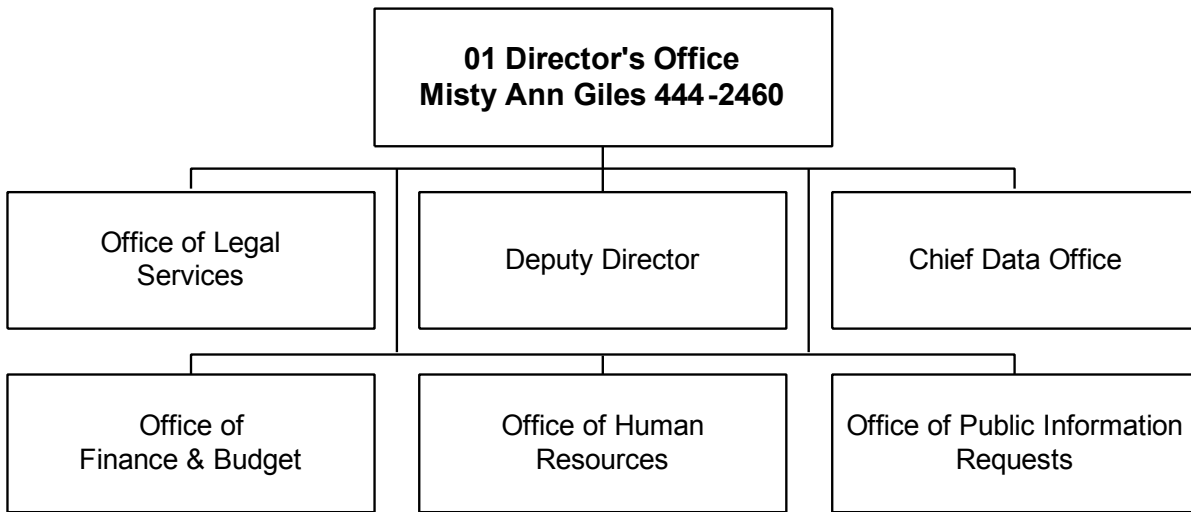 01 Director's Office
Misty Ann Giles 444-2460
Office of Legal
Services
Deputy Director
Chief Data Office
Office of
Finance & Budget
Office of Human
Resources
Office of Public Information
Requests